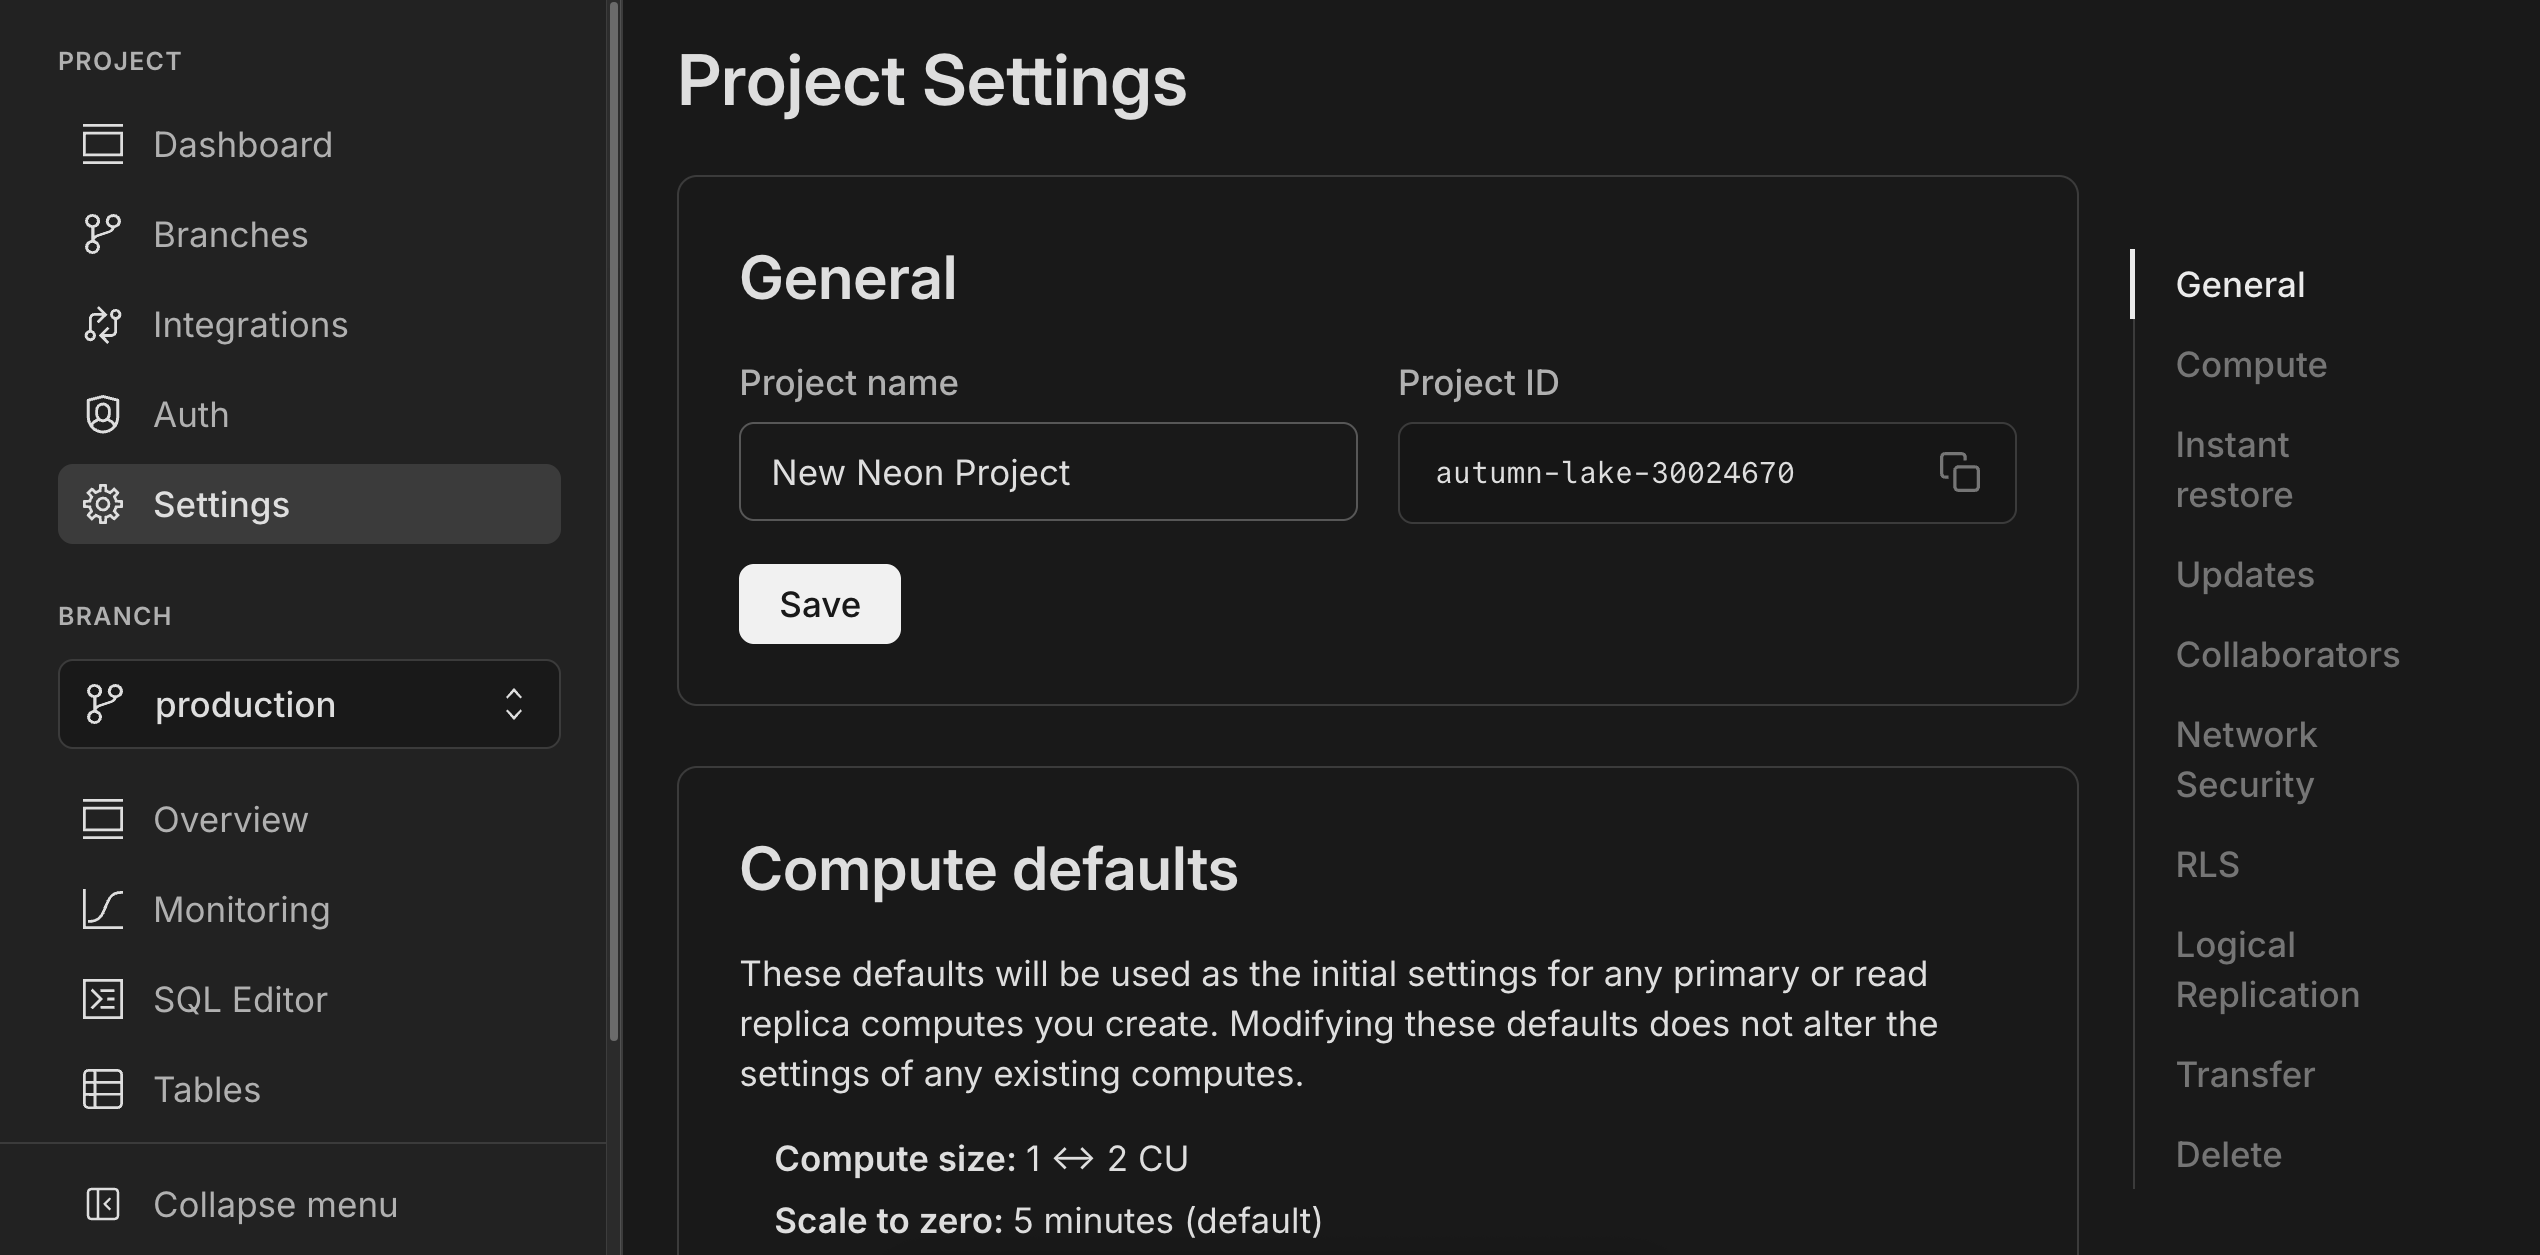 PROJECT
Dashboard
Branches
Integrations
Auth
Settings
BRANCH
production
Overview
Monitoring
SQL Editor
Tables
Collapse menu
Project Settings
General
Project name
Project ID
New Neon Project
autumn-lake-30024670
Save
Compute defaults
These defaults will be used as the initial settings for any primary or read
replica computes you create. Modifying these defaults does not alter the
settings of any existing computes.
Compute size: 1 <-> 2 CU
Scale to zero: 5 minutes (default)
General
Compute
Instant
restore
Updates
Collaborators
Network
Security
RLS
Logical
Replication
Transfer
Delete